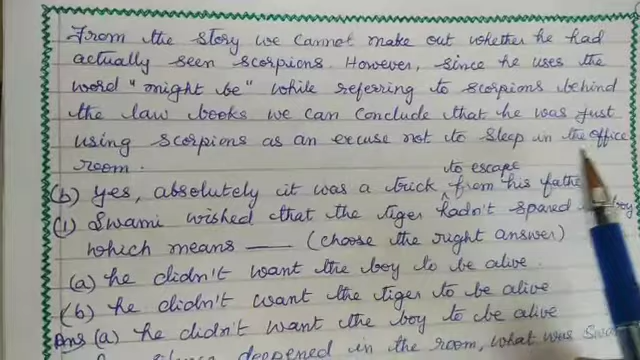 From the story we cannot make out whether he had
actually seen scorpions. However, since he uses the
word "might be" while referring to scorpions behind
the law books we can conclude that he was just
using scorpions as an excuse not to sleep in the office
room.
to escape
(b) yes, absolutely it was a trick ^ from his
(1) Swami wished that the tiger hadn't spared boy
which means ___ (choose the right answer)
(a) he didn't want the boy to be alive.
(b) he didn't want the tiger to be alive
Ans (a) he didn't want the boy to be alive
deepened in the room, what was